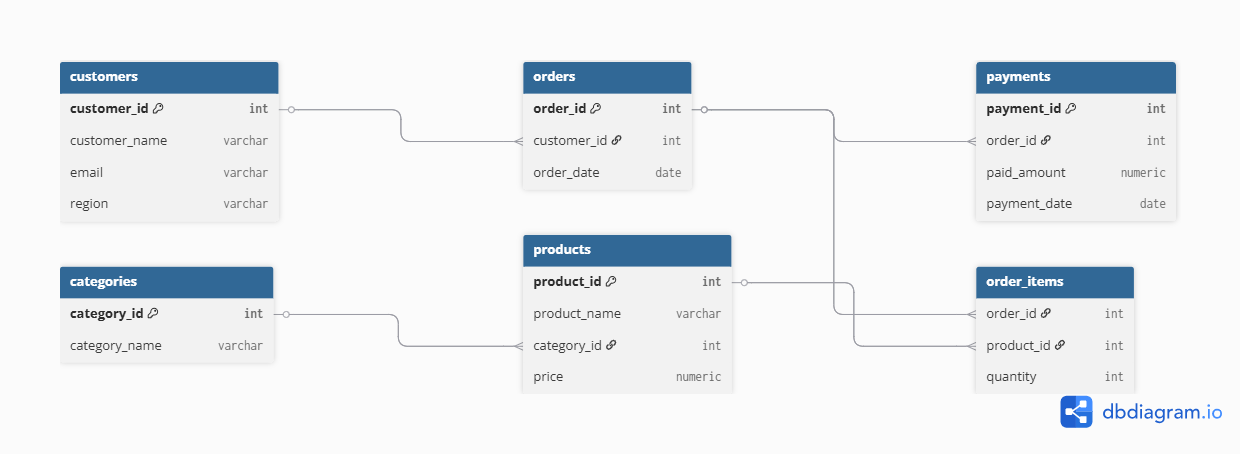 customers
customer_id int
customer_name varchar
email varchar
region varchar
orders
order_id int
customer_id int
order_date date
payments
payment_id int
order_id int
paid_amount numeric
payment_date date
categories
category_id int
category_name varchar
products
product_id int
product_name varchar
category_id int
price numeric
order_items
order_id int
product_id int
quantity int
dbdiagram.io